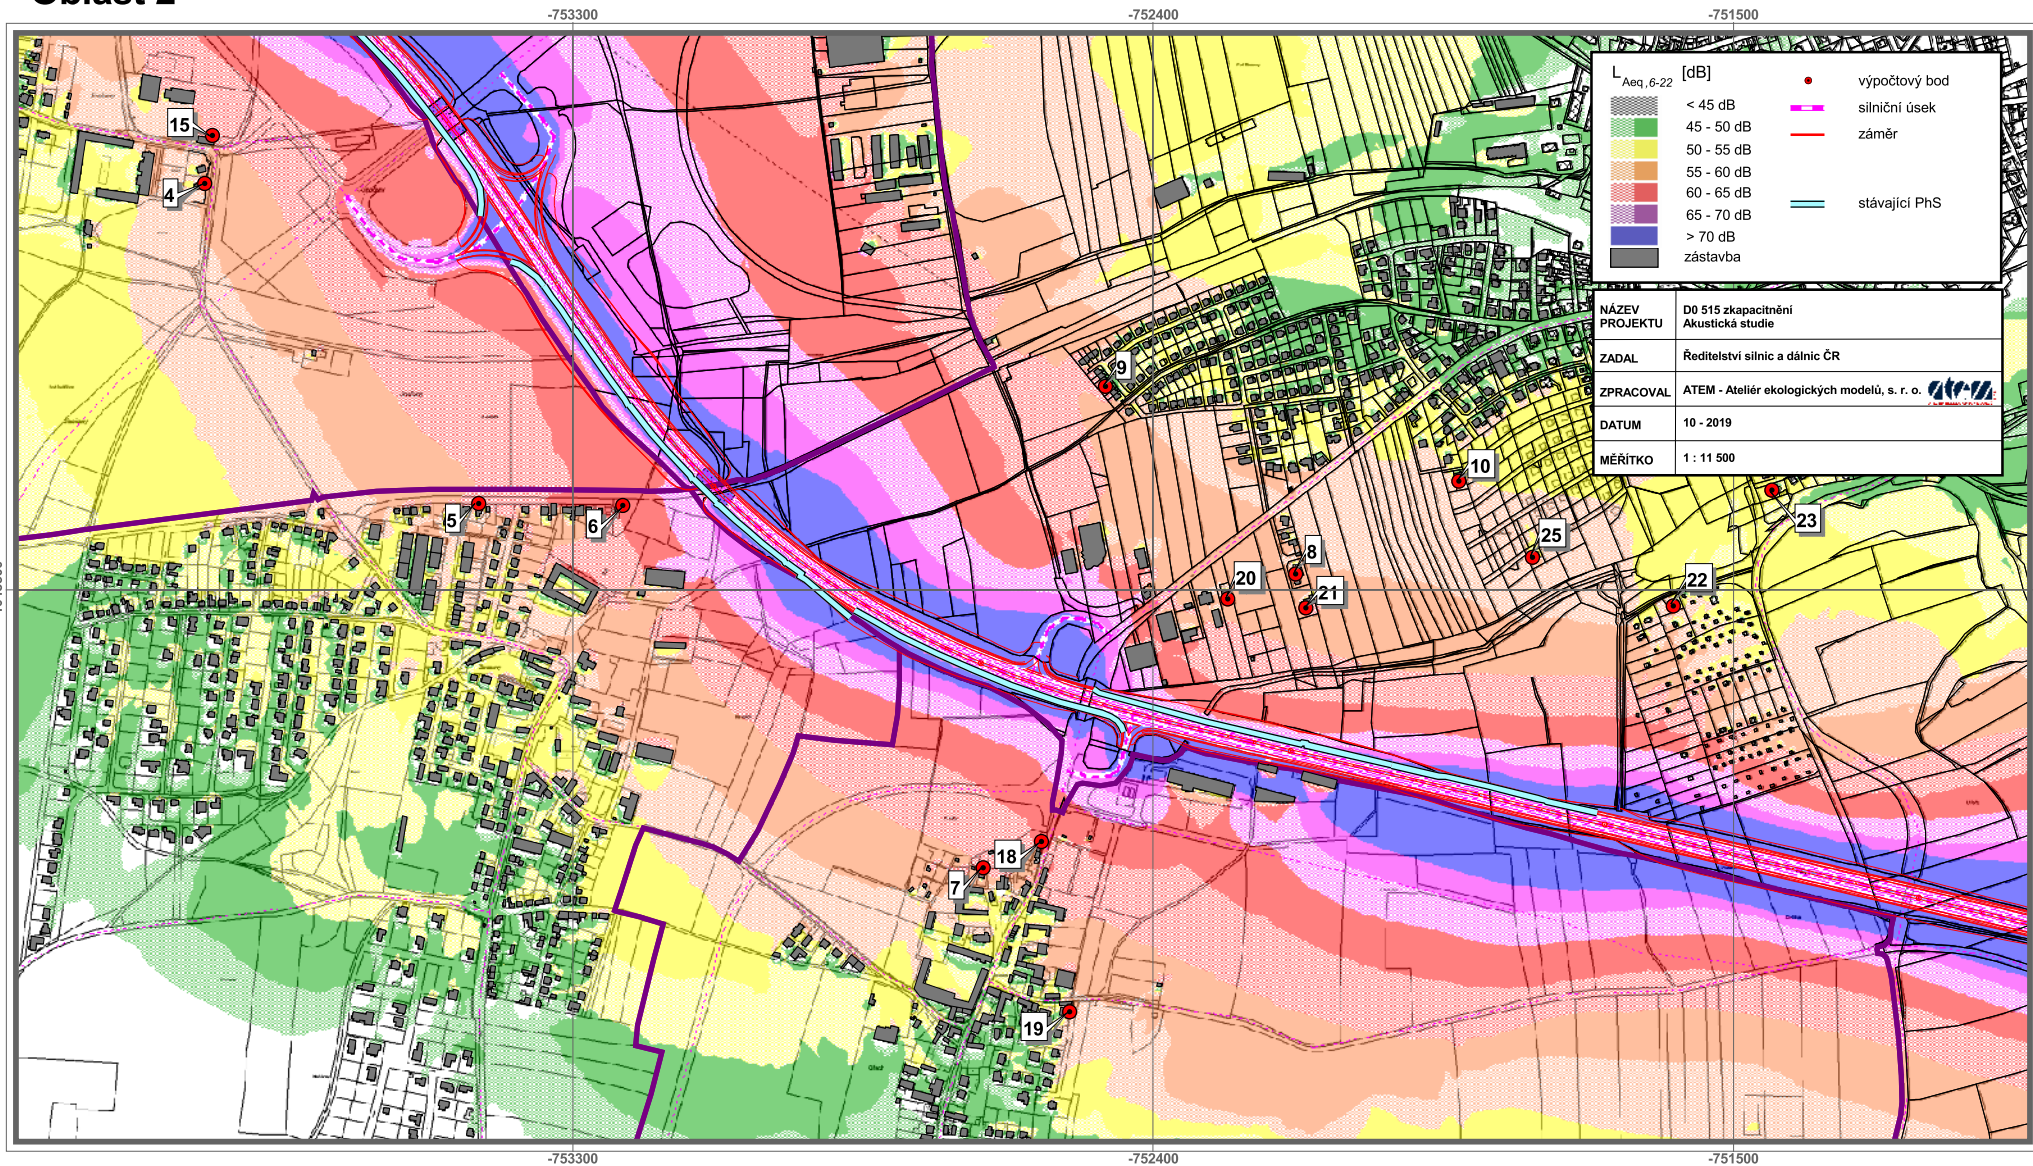 -753300 -752400 -751500
L Aeq,6-22 [dB]
< 45 dB
45 - 50 dB
50 - 55 dB
55 - 60 dB
60 - 65 dB
65 - 70 dB
> 70 dB
zástavba
výpočtový bod
silniční úsek
záměr
stávající PhS
NÁZEV PROJEKTU
D0 515 zkapacitnění
Akustická studie
ZADAL Ředitelství silnic a dálnic ČR
ZPRACOVAL ATEM - Ateliér ekologických modelů, s. r. o. atem
DATUM 10 - 2019
MĚŘÍTKO 1 : 11 500
15
4
9
10
5
6
23
25
8
20
21
22
18
7
19
-753300 -752400 -751500